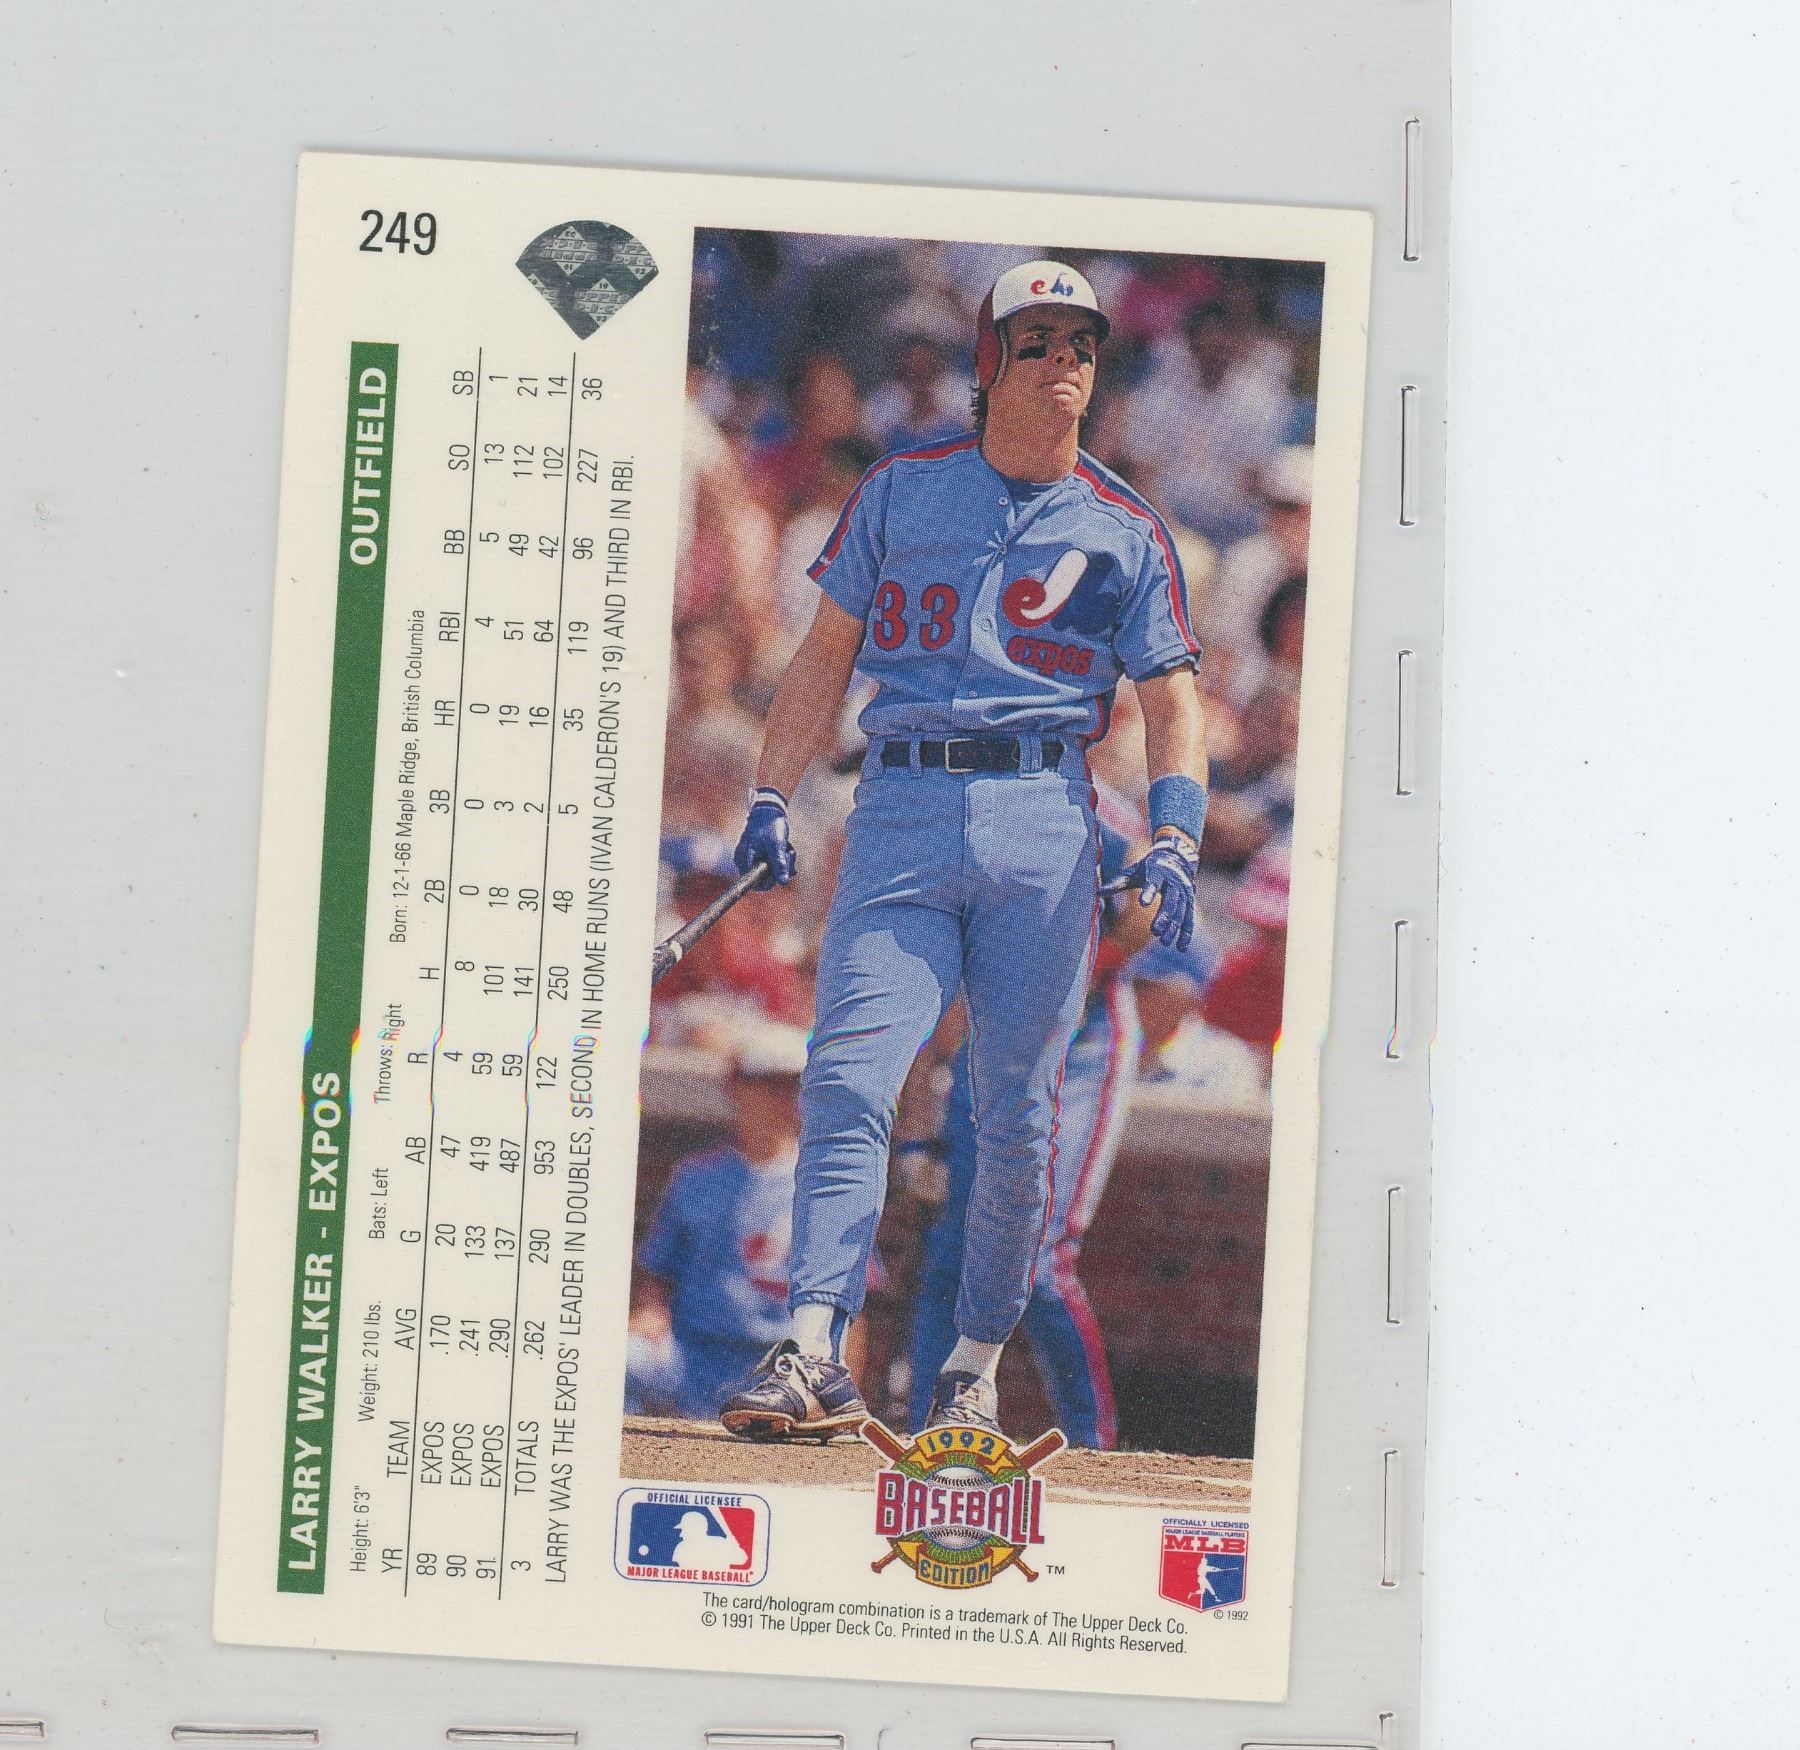 249
LARRY WALKER - EXPOS OUTFIELD
Height: 6'3" Weight: 210 lbs. Bats: Left Throws: Right Born: 12-1-66 Maple Ridge, British Columbia
YR TEAM AVG G AB R H 2B 3B HR RBI BB SO SB
89 EXPOS .170 20 47 4 8 0 0 0 4 5 13 1
90 EXPOS .241 133 419 59 101 18 3 19 51 49 112 21
91 EXPOS .290 137 487 59 141 30 2 16 64 42 102 14
3 TOTALS .262 290 953 122 250 48 5 35 119 96 227 36
LARRY WAS THE EXPOS' LEADER IN DOUBLES, SECOND IN HOME RUNS (IVAN CALDERON'S 19) AND THIRD IN RBI.
33
expos
OFFICIAL LICENSEE
MAJOR LEAGUE BASEBALL
1992
BASEBALL
EDITION
TM
OFFICIALLY LICENSED
MAJOR LEAGUE BASEBALL PLAYERS
MLB
© 1992
The card/hologram combination is a trademark of The Upper Deck Co.
© 1991 The Upper Deck Co. Printed in the U.S.A. All Rights Reserved.